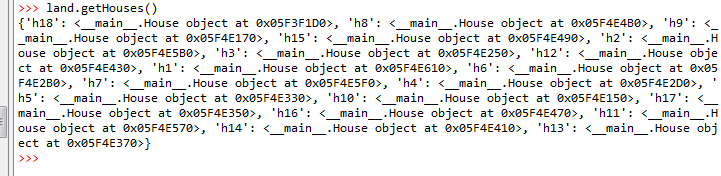 >>> land.getHouses()
{'h18': <__main__.House object at 0x05F3F1D0>, 'h8': <__main__.House object at 0x05F4E4B0>, 'h9': <_
_main__.House object at 0x05F4E170>, 'h15': <__main__.House object at 0x05F4E490>, 'h2': <__main__.H
ouse object at 0x05F4E5B0>, 'h3': <__main__.House object at 0x05F4E250>, 'h12': <__main__.House obje
ct at 0x05F4E430>, 'h1': <__main__.House object at 0x05F4E610>, 'h6': <__main__.House object at 0x05
F4E2B0>, 'h7': <__main__.House object at 0x05F4E5F0>, 'h4': <__main__.House object at 0x05F4E2D0>, '
h5': <__main__.House object at 0x05F4E330>, 'h10': <__main__.House object at 0x05F4E150>, 'h17': <__
main__.House object at 0x05F4E350>, 'h16': <__main__.House object at 0x05F4E470>, 'h11': <__main__.H
ouse object at 0x05F4E570>, 'h14': <__main__.House object at 0x05F4E410>, 'h13': <__main__.House obj
ect at 0x05F4E370>}
>>>